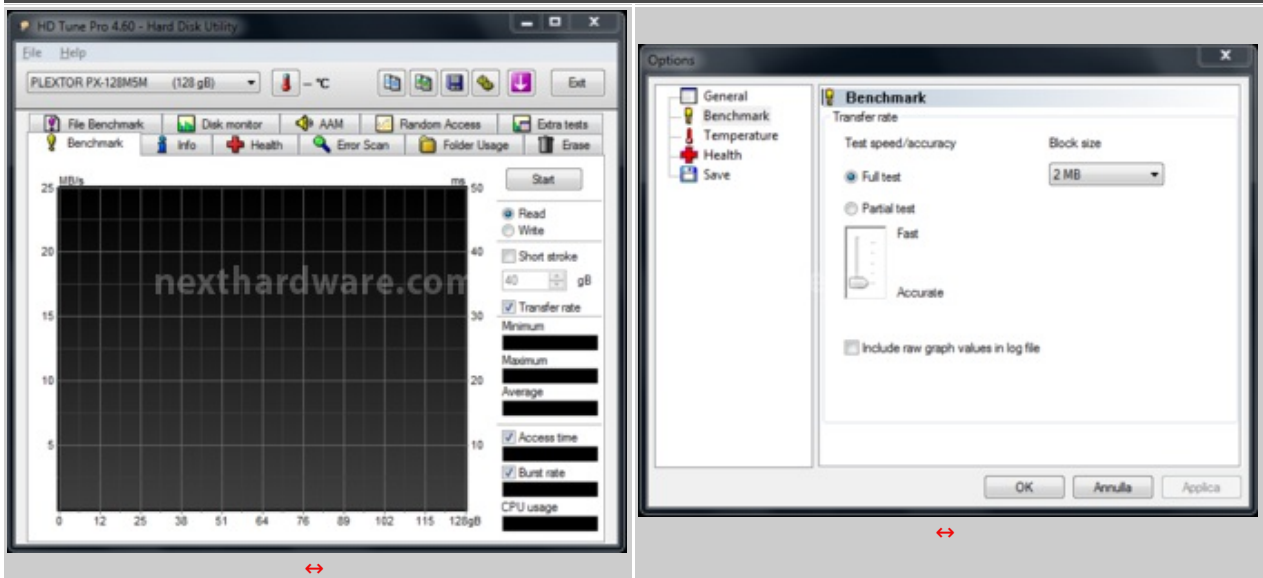 HD Tune Pro 4.60 - Hard Disk Utility
File Help
PLEXTOR PX-128M5M (128 gB)
– °C
Exit
File Benchmark Disk monitor AAM Random Access Extra tests
Benchmark Info Health Error Scan Folder Usage Erase
MB/s ms
25 50
20 40
15 30
10 20
5 10
0 12 25 38 51 64 76 89 102 115 128gB
nexthardware.com
Start
Read
Write
Short stroke
40 gB
Transfer rate
Minimum
Maximum
Average
Access time
Burst rate
CPU usage
↔
Options
General
Benchmark
Temperature
Health
Save
Benchmark
Transfer rate
Test speed/accuracy Block size
Full test 2 MB
Partial test
Fast
Accurate
Include raw graph values in log file
OK Annulla Applica
↔